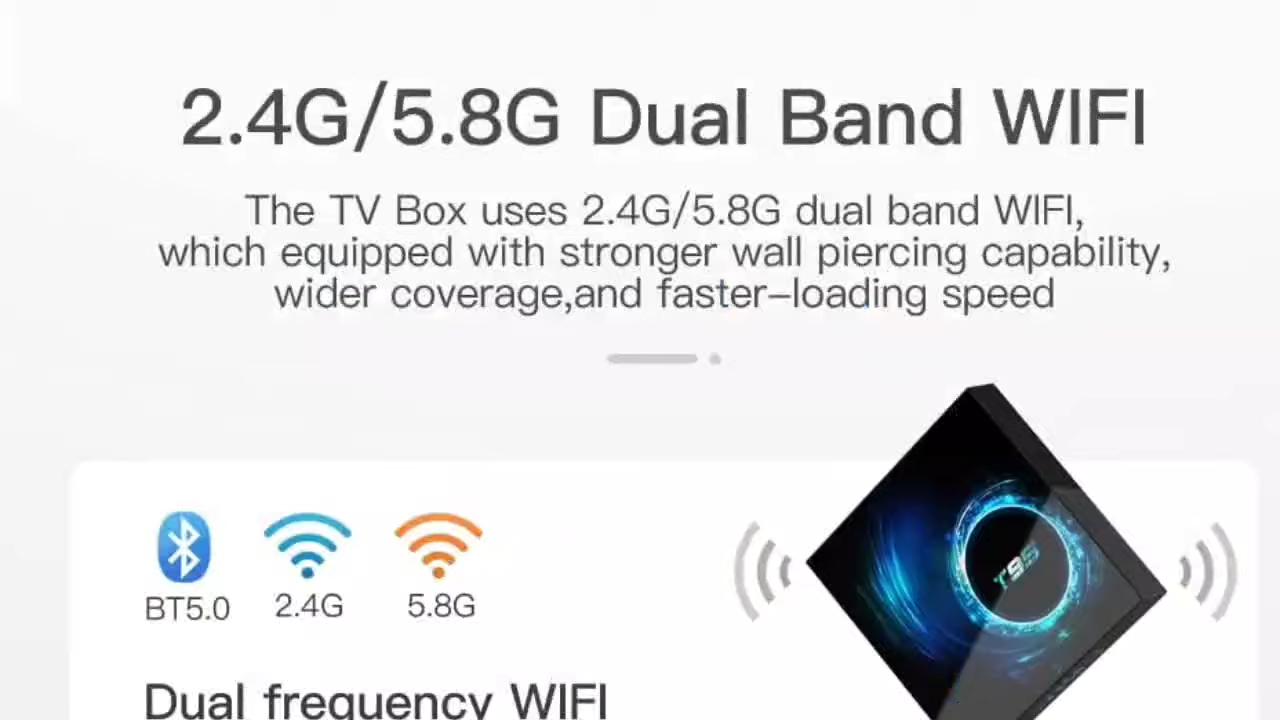 2.4G/5.8G Dual Band WIFI
The TV Box uses 2.4G/5.8G dual band WIFI,
which equipped with stronger wall piercing capability,
wider coverage,and faster-loading speed
BT5.0 2.4G 5.8G
T95
Dual frequency WIFI